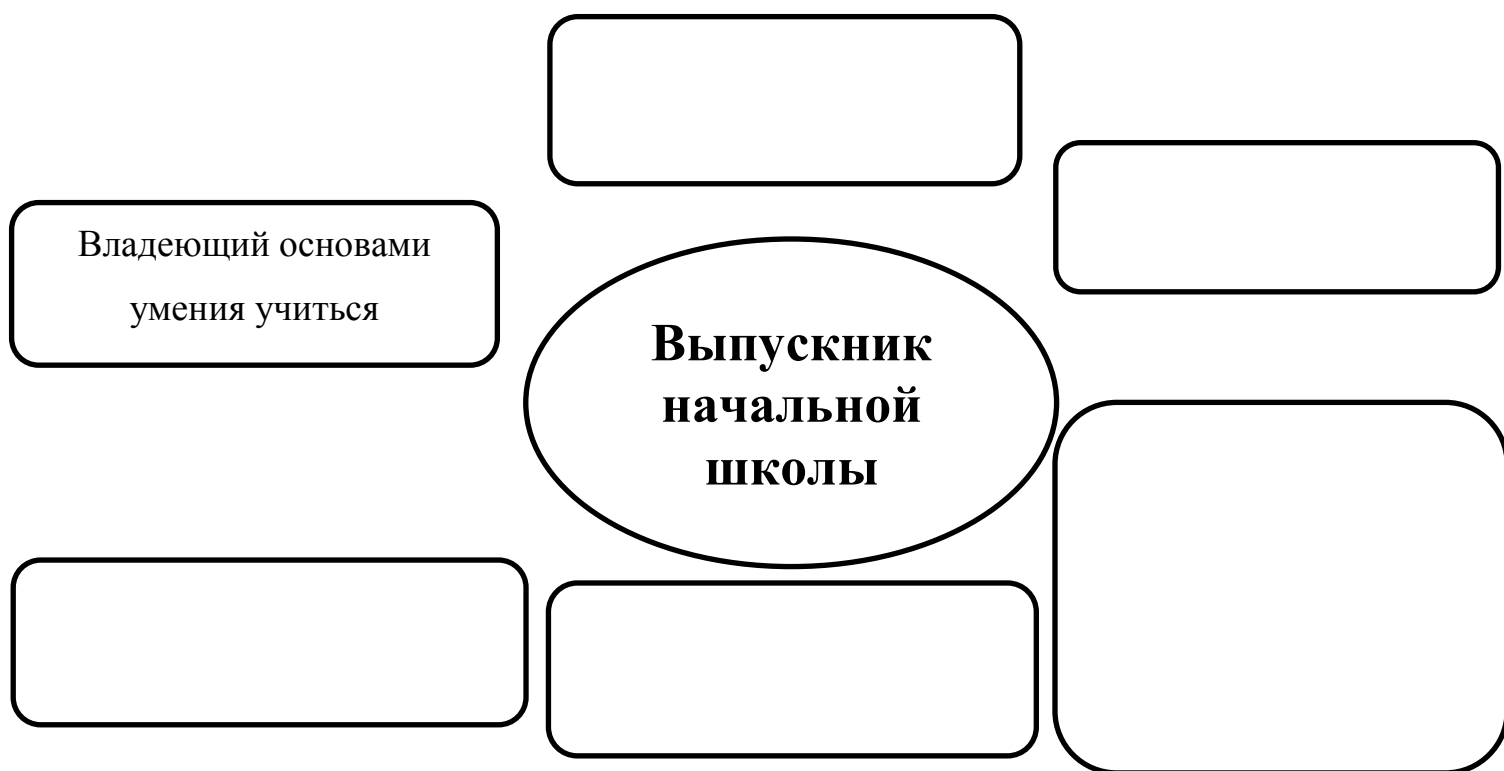 Владеющий основами
умения учиться
Выпускник
начальной
школы